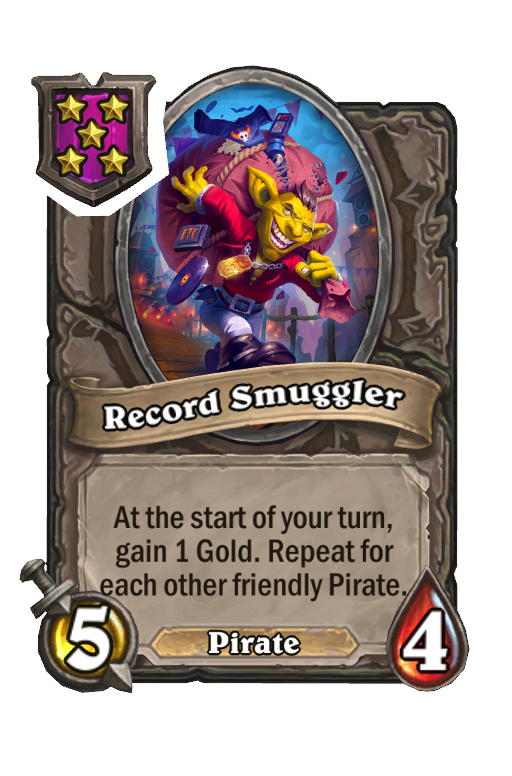 ETC
Record Smuggler
At the start of your turn,
gain 1 Gold. Repeat for
each other friendly Pirate.
5
Pirate
4